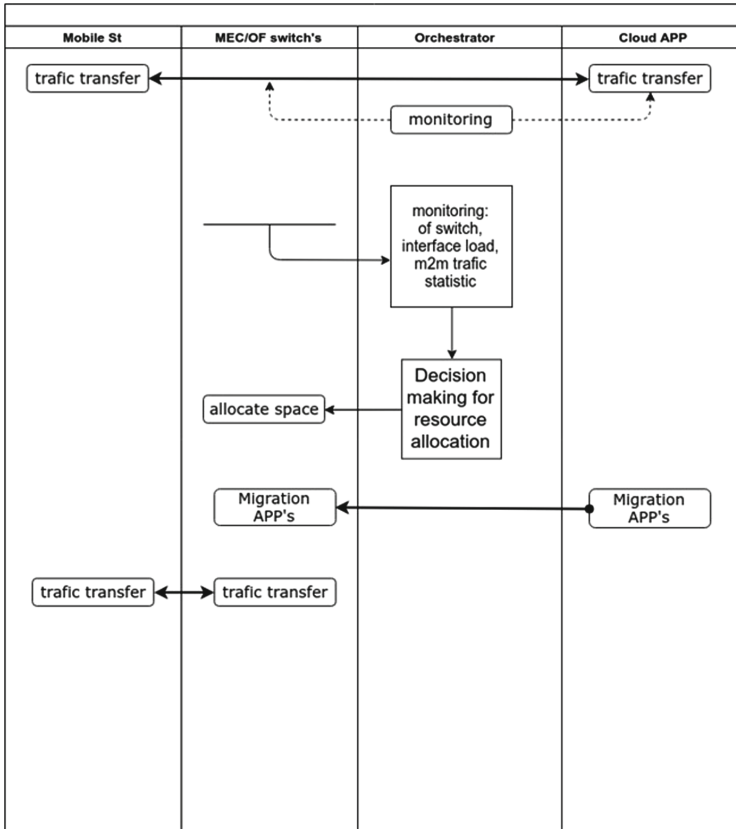 Mobile St
MEC/OF switch's
Orchestrator
Cloud APP
trafic transfer
trafic transfer
monitoring
monitoring:
of switch,
interface load,
m2m trafic
statistic
Decision
making for
resource
allocation
allocate space
Migration
APP's
Migration
APP's
trafic transfer
trafic transfer